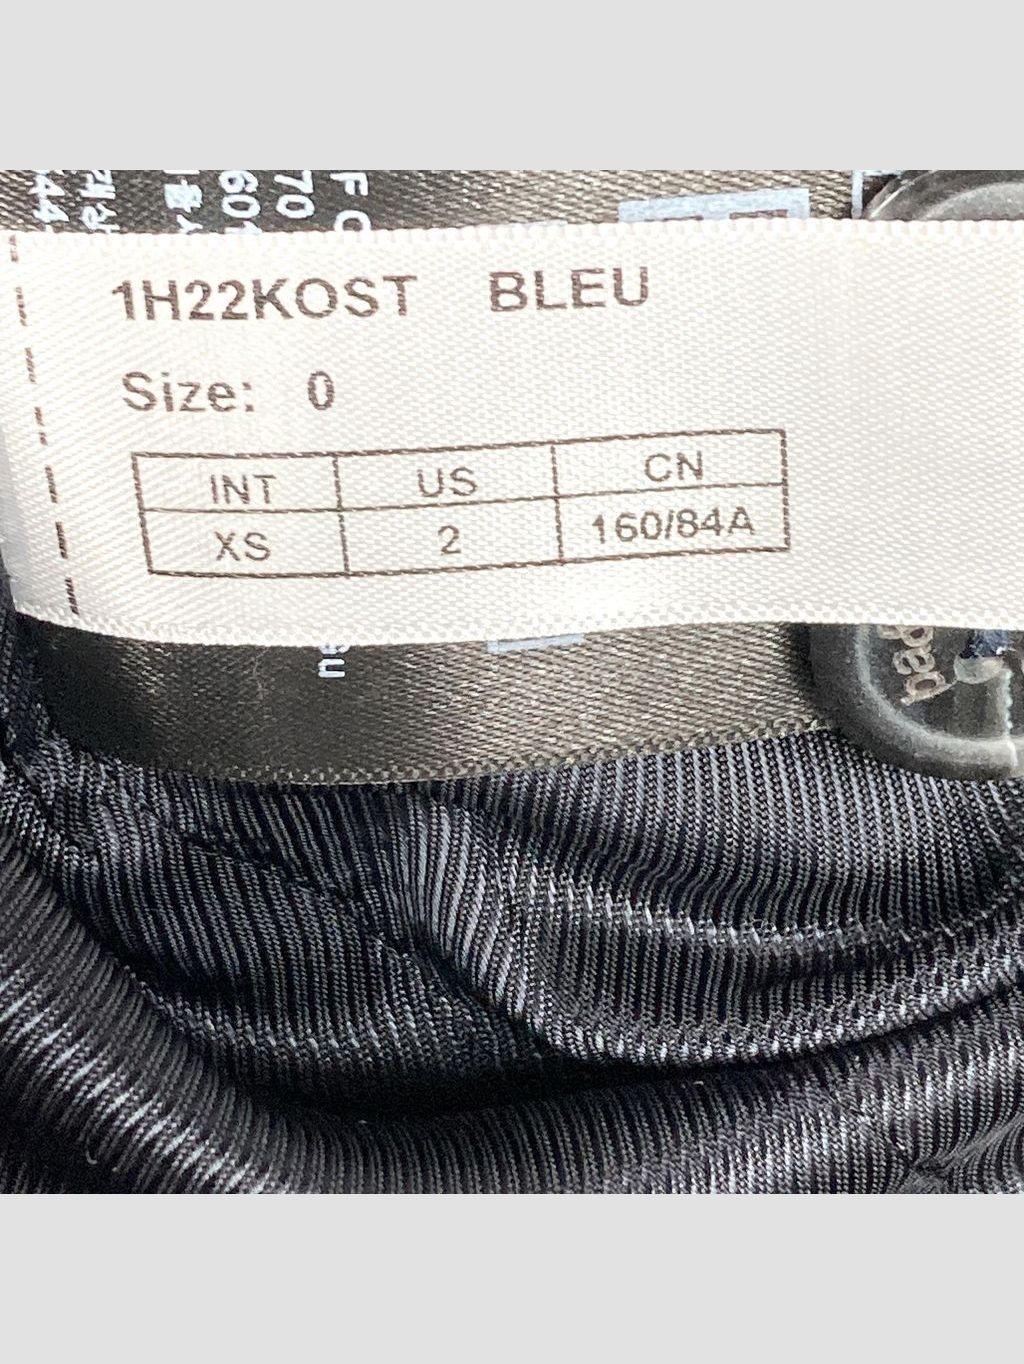 1H22KOST BLEU
Size: 0
INT US CN
XS 2 160/84A